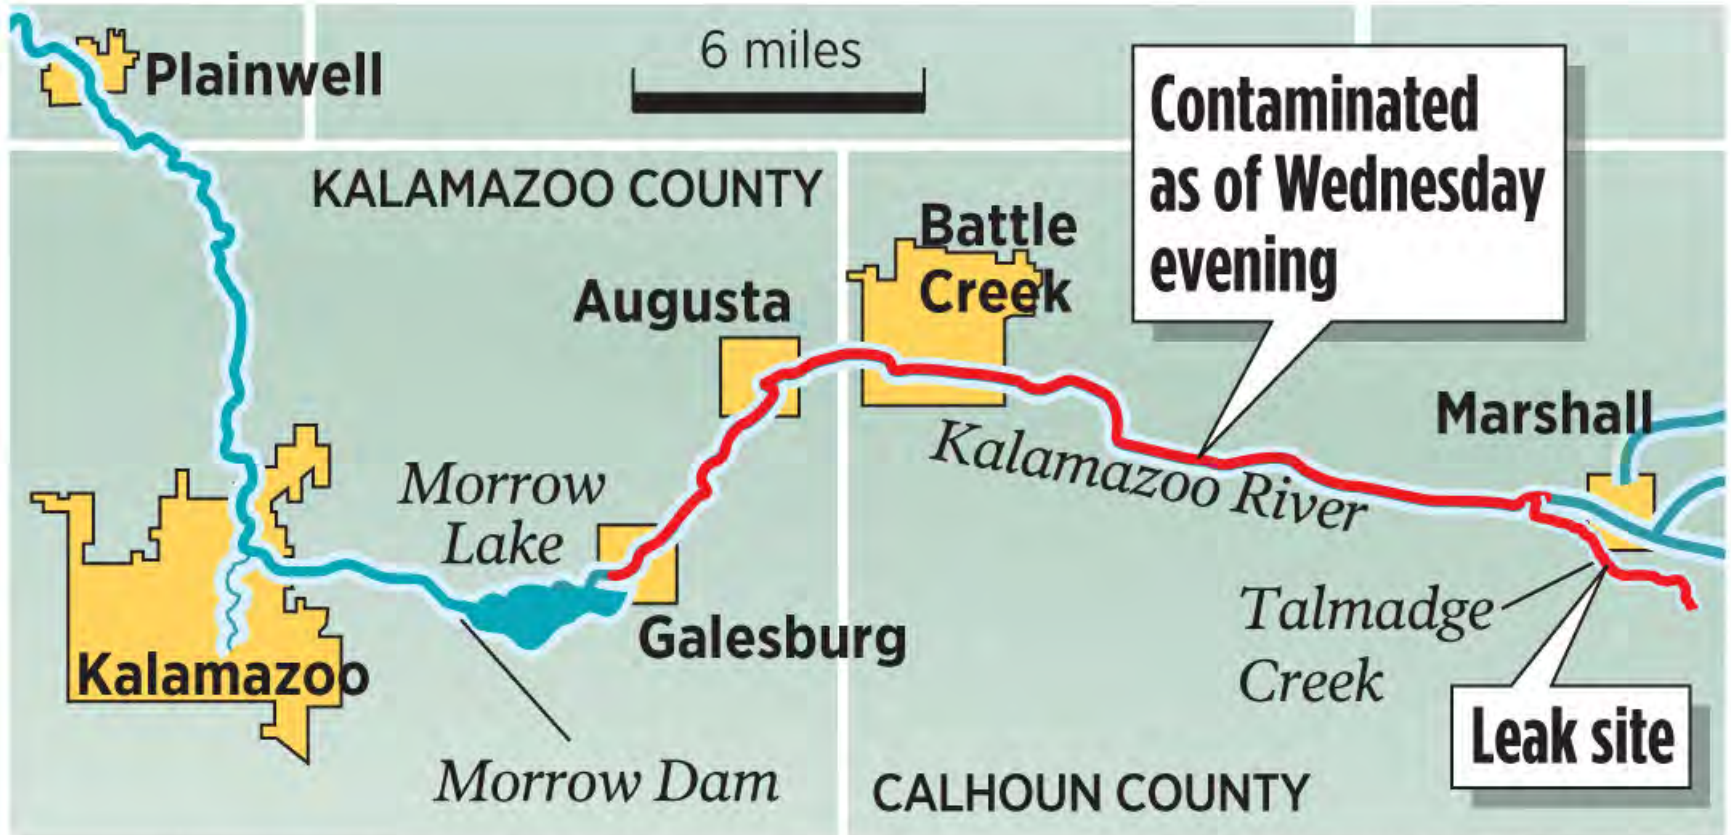 Plainwell
6 miles
Contaminated
as of Wednesday
evening
KALAMAZOO COUNTY
Battle
Creek
Augusta
Marshall
Kalamazoo River
Morrow
Lake
Talmadge
Creek
Galesburg
Kalamazoo
Leak site
Morrow Dam
CALHOUN COUNTY